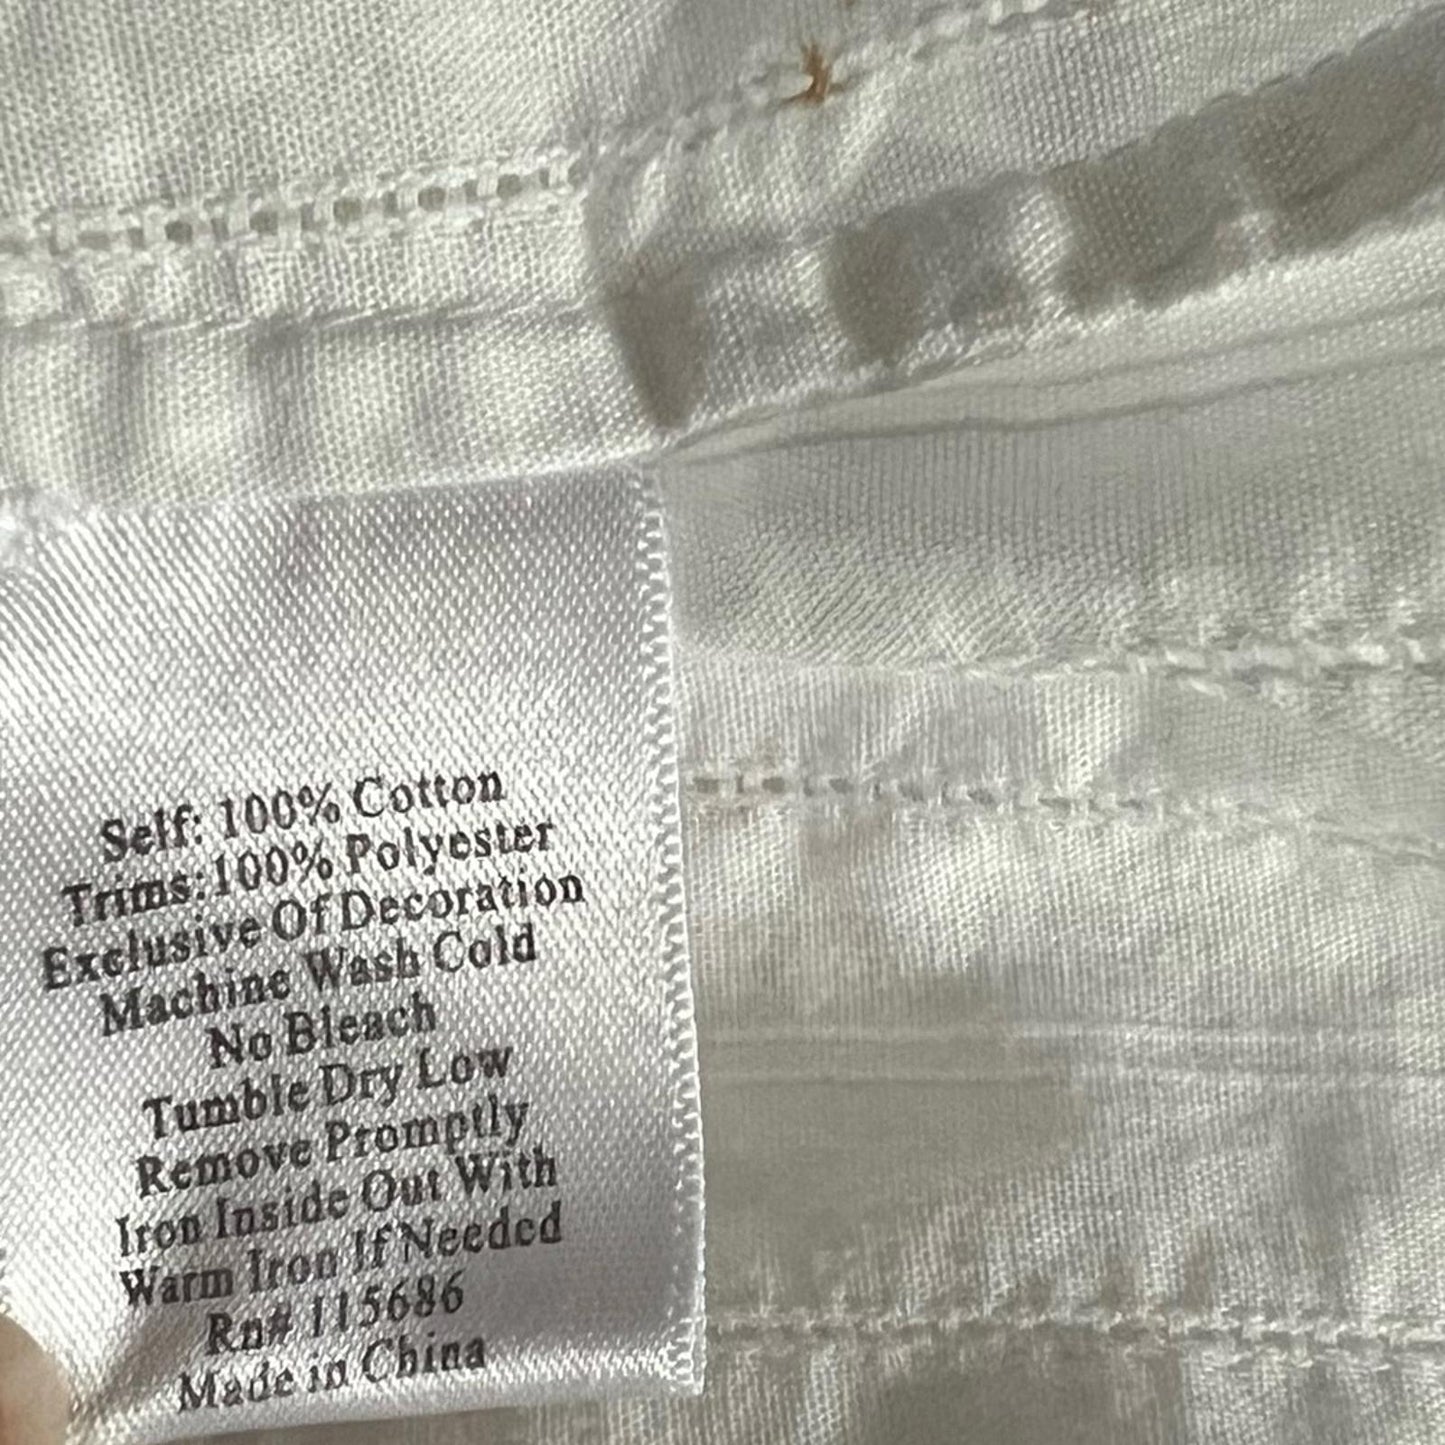 Self: 100% Cotton
Trims:100% Polyester
Exclusive Of Decoration
Machine Wash Cold
No Bleach
Tumble Dry Low
Remove Promptly
Iron Inside Out With
Warm Iron If Needed
Rn# 115686
Made in China